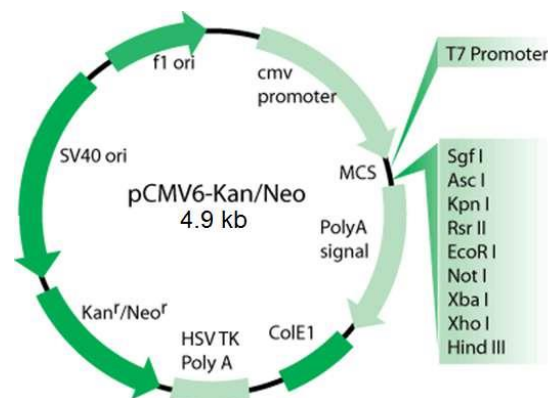 f1 ori
cmv
promoter
T7 Promoter
SV40 ori
MCS
pCMV6-Kan/Neo
4.9 kb
PolyA
signal
Kanʳ/Neoʳ
HSV TK
Poly A
ColE1
Sgf I
Asc I
Kpn I
Rsr II
EcoR I
Not I
Xba I
Xho I
Hind III